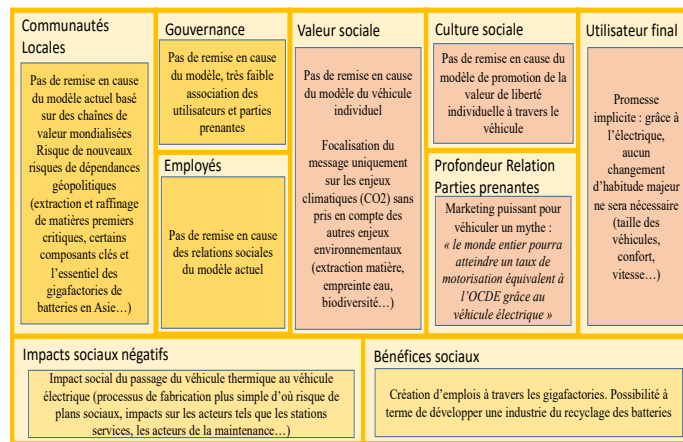 Communautés
Locales
Pas de remise en cause
du modèle actuel basé
sur des chaînes de
valeur mondialisées
Risque de nouveaux
risques de dépendances
géopolitiques
(extraction et raffinage
de matières premiers
critiques, certains
composants clés et
l'essentiel des
gigafactories de
batteries en Asie…)
Gouvernance
Pas de remise en cause
du modèle, très faible
association des
utilisateurs et parties
prenantes
Employés
Pas de remise en cause
des relations sociales
du modèle actuel
Valeur sociale
Pas de remise en cause
du modèle du véhicule
individuel
Focalisation du
message uniquement
sur les enjeux
climatiques (CO2) sans
pris en compte des
autres enjeux
environnementaux
(extraction matière,
empreinte eau,
biodiversité…)
Culture sociale
Pas de remise en cause du
modèle de promotion de la
valeur de liberté
individuelle à travers le
véhicule
Profondeur Relation
Parties prenantes
Marketing puissant pour
véhiculer un mythe :
« le monde entier pourra
atteindre un taux de
motorisation équivalent à
l'OCDE grâce au
véhicule électrique »
Utilisateur final
Promesse
implicite : grâce à
l'électrique,
aucun
changement
d'habitude majeur
ne sera nécessaire
(taille des
véhicules,
confort,
vitesse…)
Impacts sociaux négatifs
Impact social du passage du véhicule thermique au véhicule
électrique (processus de fabrication plus simple d'où risque de
plans sociaux, impacts sur les acteurs tels que les stations
services, les acteurs de la maintenance…)
Bénéfices sociaux
Création d'emplois à travers les gigafactories. Possibilité à
terme de développer une industrie du recyclage des batteries